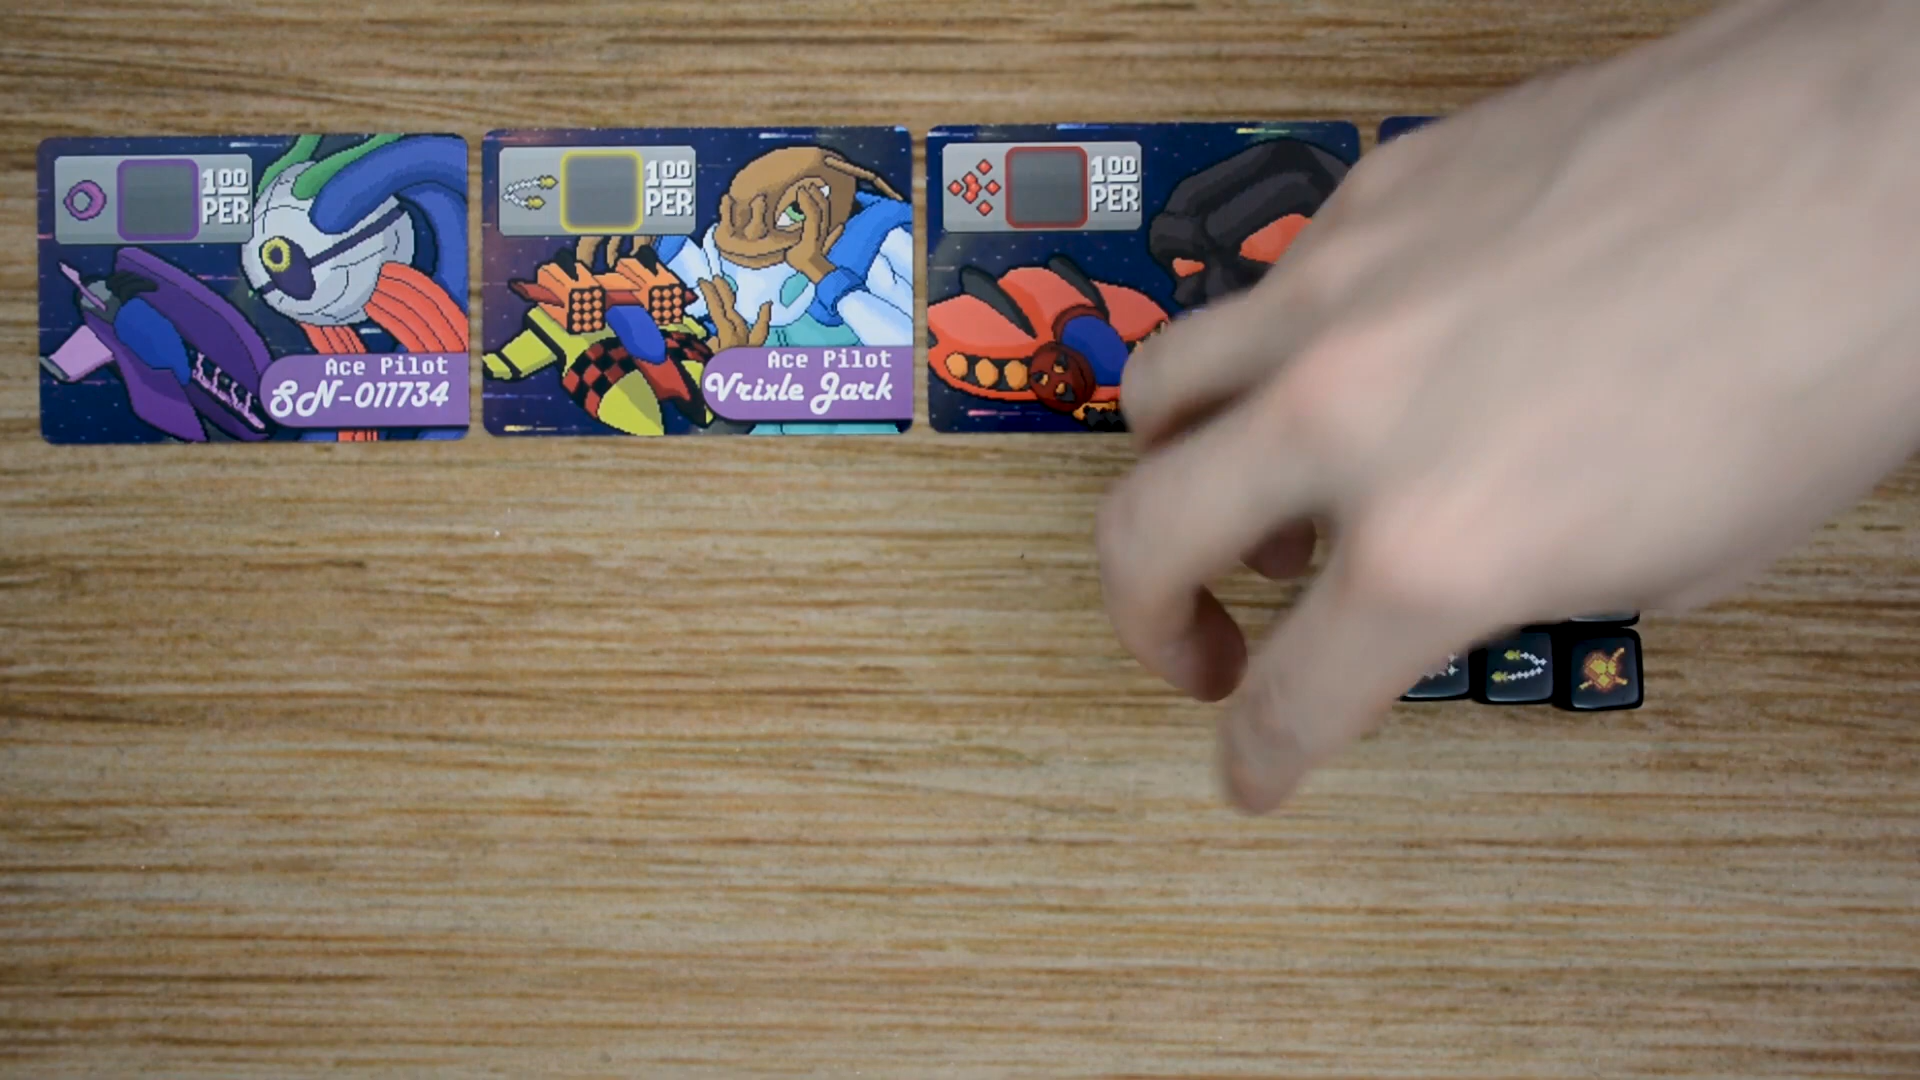 100
PER
Ace Pilot
SN-011734
100
PER
Ace Pilot
Vrixle Jark
100
PER